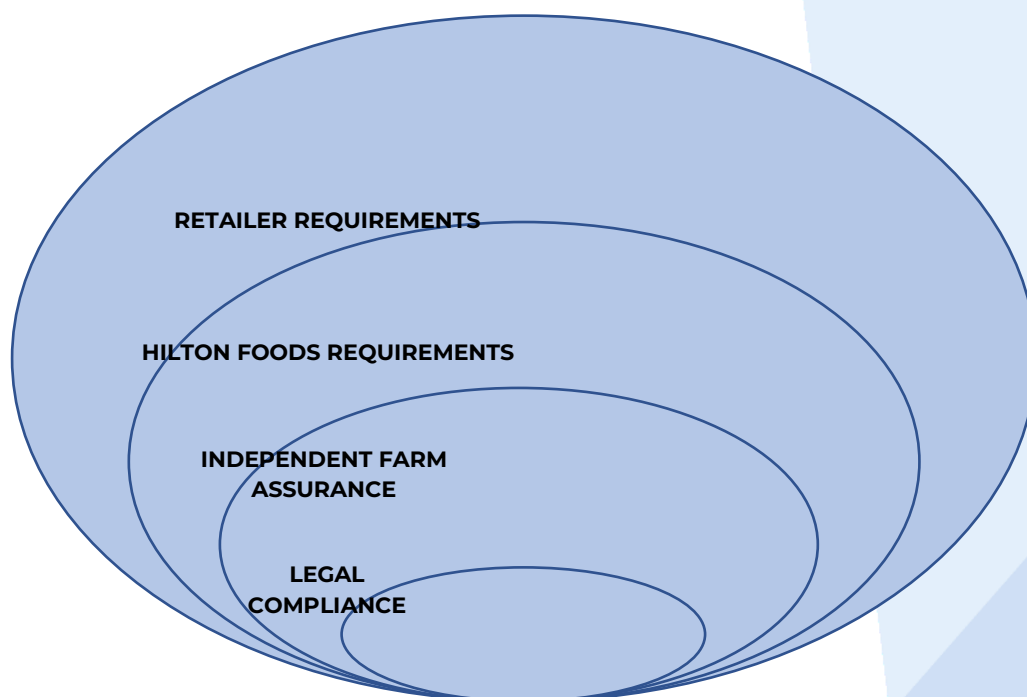 RETAILER REQUIREMENTS
HILTON FOODS REQUIREMENTS
INDEPENDENT FARM
ASSURANCE
LEGAL
COMPLIANCE